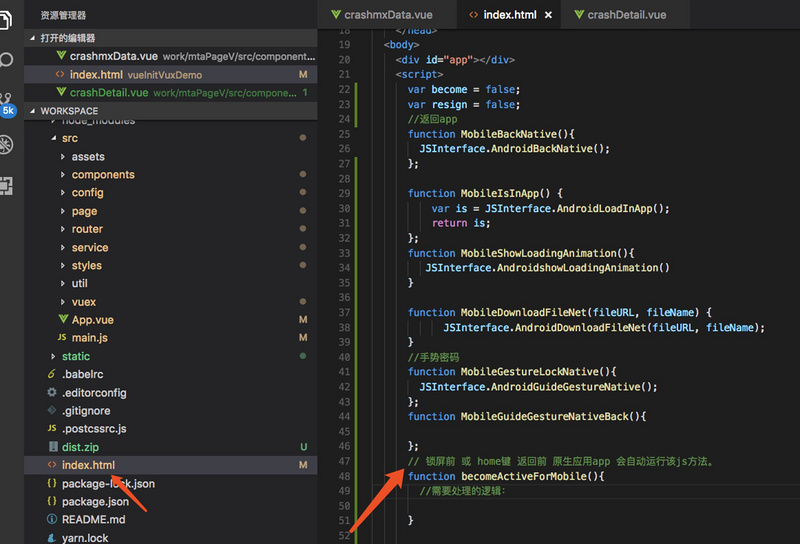 资源管理器
打开的编辑器
crashmxData.vue work/mtaPageV/src/component...
index.html vueInitVuxDemo M
crashDetail.vue work/mtaPageV/src/compone... 1
WORKSPACE
node_modules
src
assets
components
config
page
router
service
styles
util
vuex
App.vue M
JS main.js M
static
.babelrc
.editorconfig
.gitignore
JS .postcssrc.js
dist.zip U
index.html M
package-lock.json
package.json
README.md
yarn.lock
5k
crashmxData.vue
index.html
crashDetail.vue
18 </head>
19 <body>
20 <div id="app"></div>
21 <script>
22 var become = false;
23 var resign = false;
24 //返回app
25 function MobileBackNative(){
26 JSInterface.AndroidBackNative();
27 };
28
29 function MobileIsInApp() {
30 var is = JSInterface.AndroidLoadInApp();
31 return is;
32 };
33 function MobileShowLoadingAnimation(){
34 JSInterface.AndroidshowLoadingAnimation()
35 }
36
37 function MobileDownloadFileNet(fileURL, fileName) {
38 JSInterface.AndroidDownloadFileNet(fileURL, fileName);
39 }
40 //手势密码
41 function MobileGestureLockNative(){
42 JSInterface.AndroidGuideGestureNative();
43 };
44 function MobileGuideGestureNativeBack(){
45
46 };
47 // 锁屏前 或 home键 返回前 原生应用app 会自动运行该js方法。
48 function becomeActiveForMobile(){
49 //需要处理的逻辑:
50
51 }
52